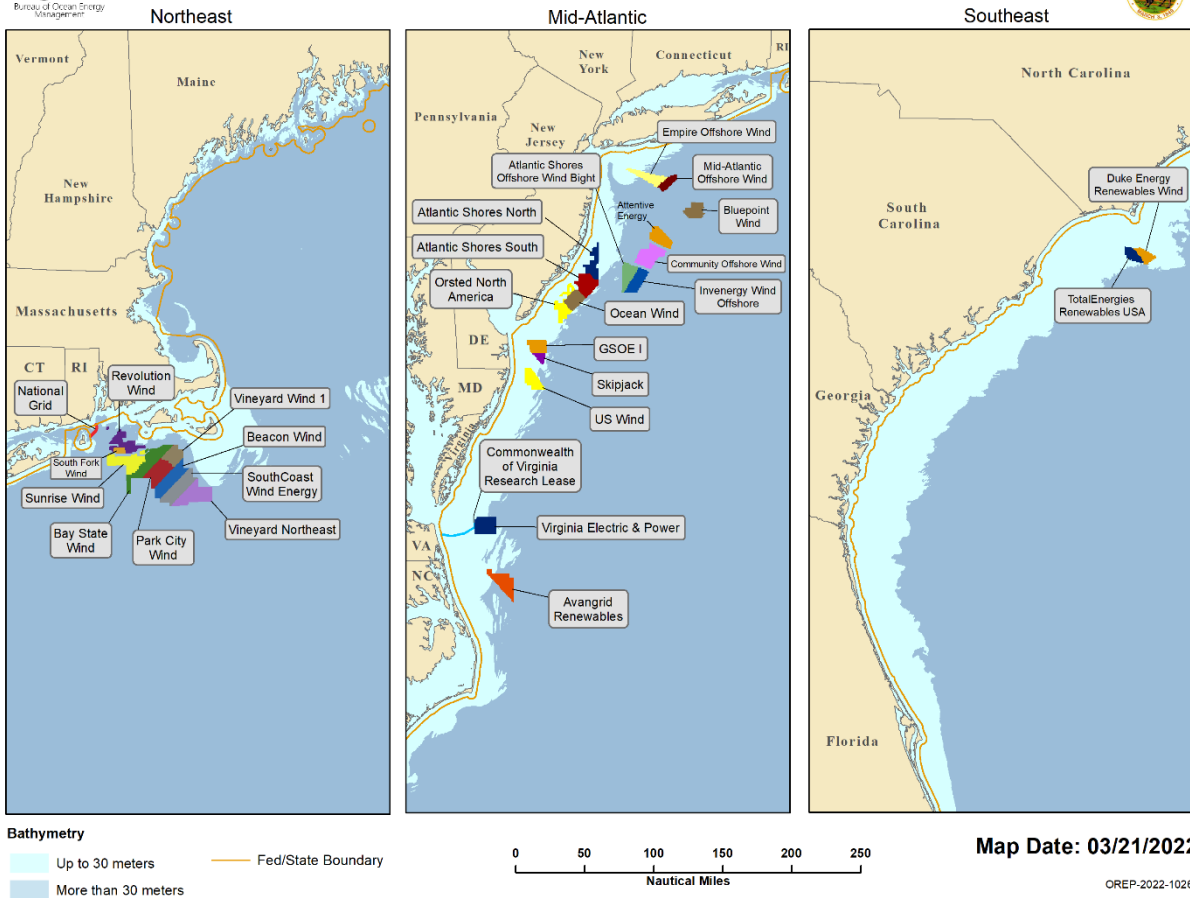 Bureau of Ocean Energy
Management
Northeast
Mid-Atlantic
Southeast
Vermont
Maine
New
Hampshire
Massachusetts
CT
RI
National
Grid
Revolution
Wind
Vineyard Wind 1
Beacon Wind
South Fork
Wind
SouthCoast
Wind Energy
Sunrise Wind
Bay State
Wind
Park City
Wind
Vineyard Northeast
New
York
Connecticut
RI
Pennsylvania
New
Jersey
Empire Offshore Wind
Atlantic Shores
Offshore Wind Bight
Mid-Atlantic
Offshore Wind
Atlantic Shores North
Attentive
Energy
Bluepoint
Wind
Atlantic Shores South
Community Offshore Wind
Orsted North
America
Ocean Wind
Invenergy Wind
Offshore
DE
GSOE I
MD
Skipjack
US Wind
Virginia
Commonwealth
of Virginia
Research Lease
Virginia Electric & Power
VA
NC
Avangrid
Renewables
North Carolina
South
Carolina
Duke Energy
Renewables Wind
TotalEnergies
Renewables USA
Georgia
Florida
Bathymetry
Up to 30 meters
More than 30 meters
Fed/State Boundary
0 50 100 150 200 250
Nautical Miles
Map Date: 03/21/2022
OREP-2022-1026